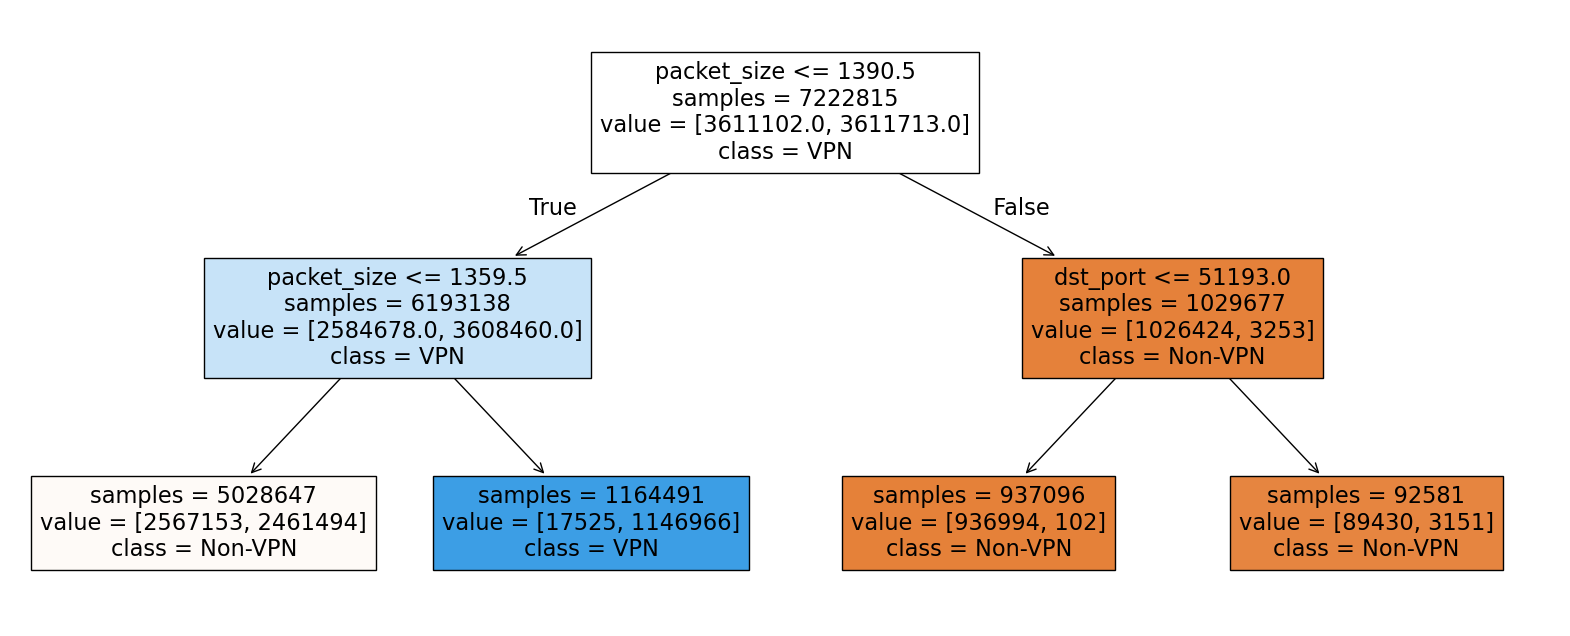 packet_size <= 1390.5
samples = 7222815
value = [3611102.0, 3611713.0]
class = VPN
True
False
packet_size <= 1359.5
samples = 6193138
value = [2584678.0, 3608460.0]
class = VPN
dst_port <= 51193.0
samples = 1029677
value = [1026424, 3253]
class = Non-VPN
samples = 5028647
value = [2567153, 2461494]
class = Non-VPN
samples = 1164491
value = [17525, 1146966]
class = VPN
samples = 937096
value = [936994, 102]
class = Non-VPN
samples = 92581
value = [89430, 3151]
class = Non-VPN